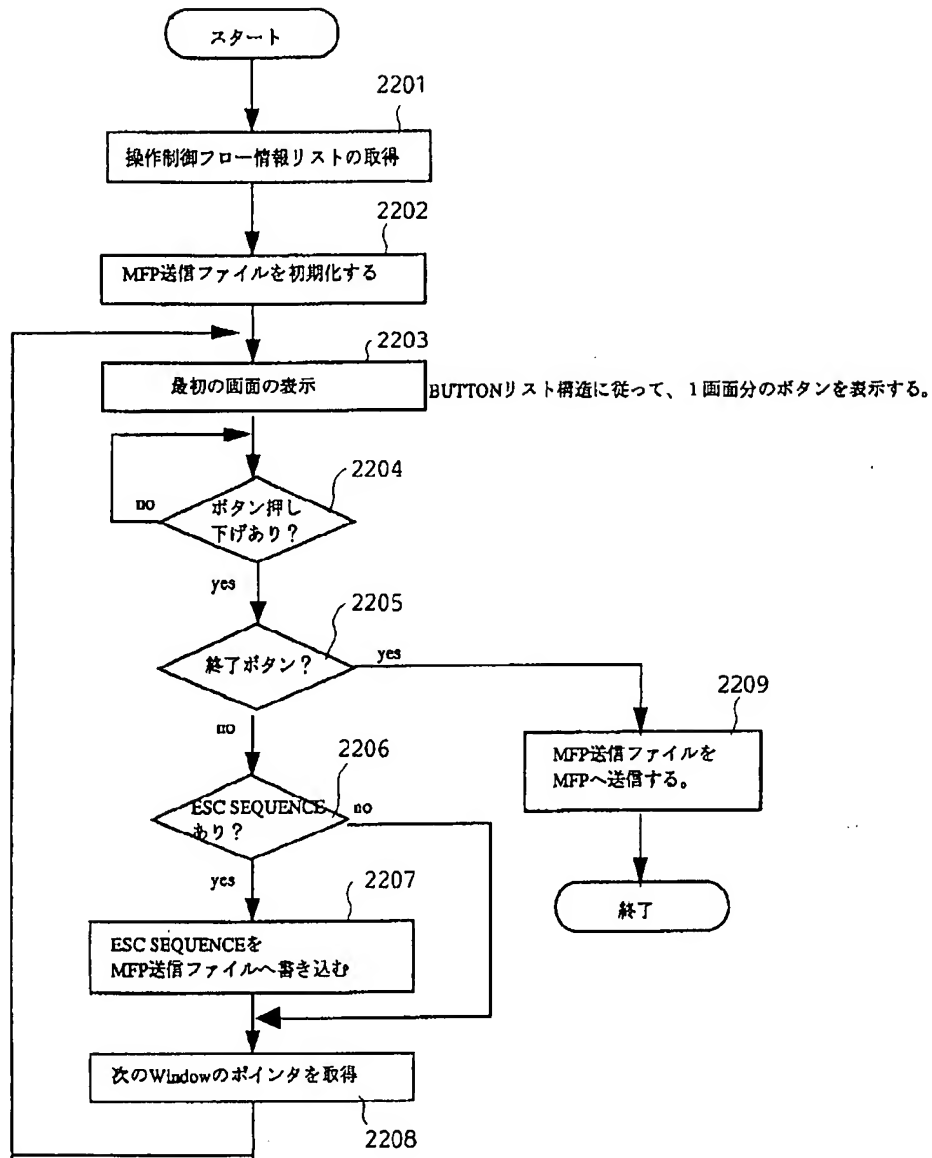 スタート
2201
操作制御フロー情報リストの取得
2202
MFP送信ファイルを初期化する
2203
最初の画面の表示
BUTTONリスト構造に従って、1画面分のボタンを表示する。
2204
no
ボタン押し
下げあり?
yes
2205
終了ボタン?
yes
no
2209
MFP送信ファイルを
MFPへ送信する。
2206
ESC SEQUENCE
あり?
no
yes
終了
2207
ESC SEQUENCEを
MFP送信ファイルへ書き込む
次のWindowのポインタを取得
2208